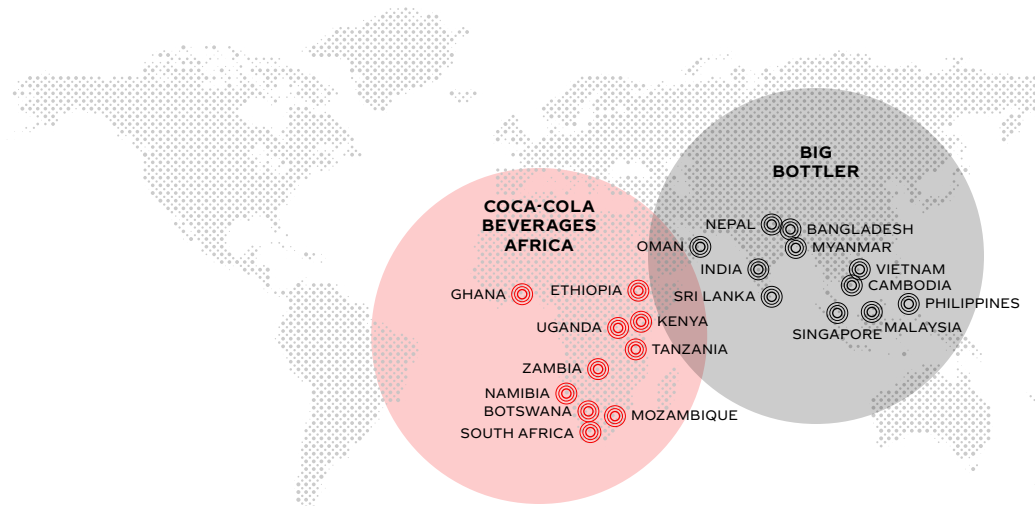 BIG
BOTTLER
COCA-COLA
BEVERAGES
AFRICA
NEPAL
BANGLADESH
OMAN
MYANMAR
INDIA
VIETNAM
CAMBODIA
GHANA
ETHIOPIA
SRI LANKA
PHILIPPINES
UGANDA
KENYA
SINGAPORE
MALAYSIA
TANZANIA
ZAMBIA
NAMIBIA
BOTSWANA
MOZAMBIQUE
SOUTH AFRICA